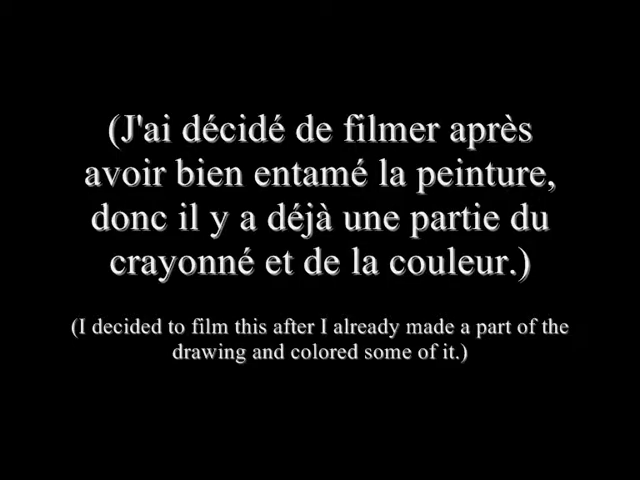 (J'ai décidé de filmer après
avoir bien entamé la peinture,
donc il y a déjà une partie du
crayonné et de la couleur.)
(I decided to film this after I already made a part of the
drawing and colored some of it.)